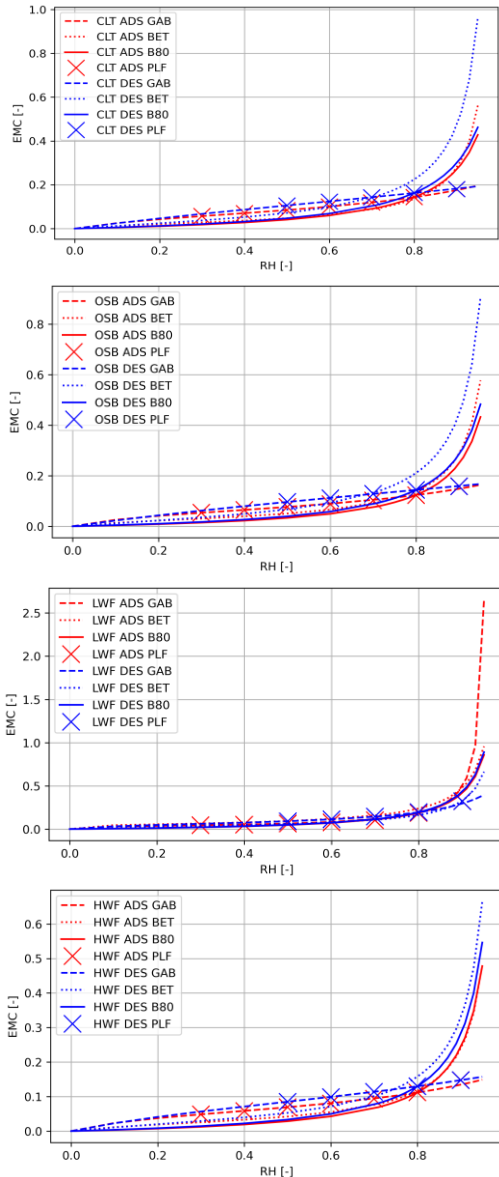 1.0
0.8
0.6
0.4
0.2
0.0
EMC [-]
CLT ADS GAB
CLT ADS BET
CLT ADS B80
CLT ADS PLF
CLT DES GAB
CLT DES BET
CLT DES B80
CLT DES PLF
0.0 0.2 0.4 0.6 0.8
RH [-]
0.8
0.6
0.4
0.2
0.0
EMC [-]
OSB ADS GAB
OSB ADS BET
OSB ADS B80
OSB ADS PLF
OSB DES GAB
OSB DES BET
OSB DES B80
OSB DES PLF
0.0 0.2 0.4 0.6 0.8
RH [-]
2.5
2.0
1.5
1.0
0.5
0.0
EMC [-]
LWF ADS GAB
LWF ADS BET
LWF ADS B80
LWF ADS PLF
LWF DES GAB
LWF DES BET
LWF DES B80
LWF DES PLF
0.0 0.2 0.4 0.6 0.8
RH [-]
0.6
0.5
0.4
0.3
0.2
0.1
0.0
EMC [-]
HWF ADS GAB
HWF ADS BET
HWF ADS B80
HWF ADS PLF
HWF DES GAB
HWF DES BET
HWF DES B80
HWF DES PLF
0.0 0.2 0.4 0.6 0.8
RH [-]